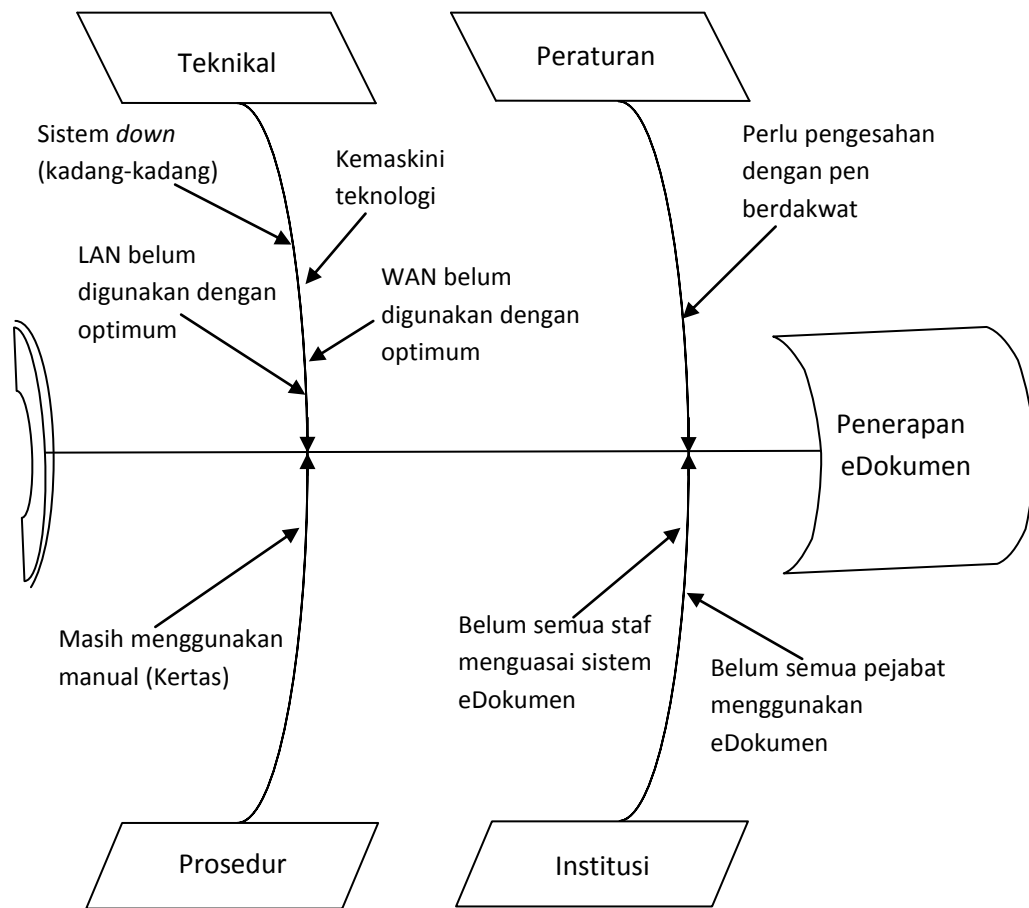 Teknikal
Peraturan
Sistem down
(kadang-kadang)
Kemaskini
teknologi
LAN belum
digunakan dengan
optimum
WAN belum
digunakan dengan
optimum
Perlu pengesahan
dengan pen
berdakwat
Penerapan
eDokumen
Masih menggunakan
manual (Kertas)
Belum semua staf
menguasai sistem
eDokumen
Belum semua pejabat
menggunakan
eDokumen
Prosedur
Institusi